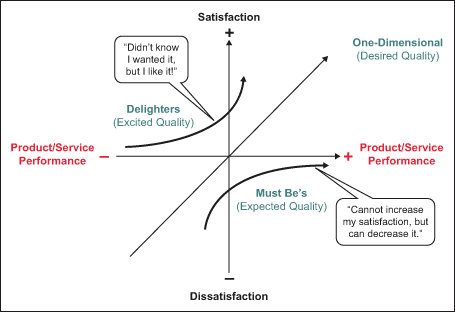 Satisfaction
+
“Didn’t know
I wanted it,
but I like it!”
One-Dimensional
(Desired Quality)
Delighters
(Excited Quality)
Product/Service
Performance
–
+
Product/Service
Performance
Must Be’s
(Expected Quality)
“Cannot increase
my satisfaction, but
can decrease it.”
–
Dissatisfaction